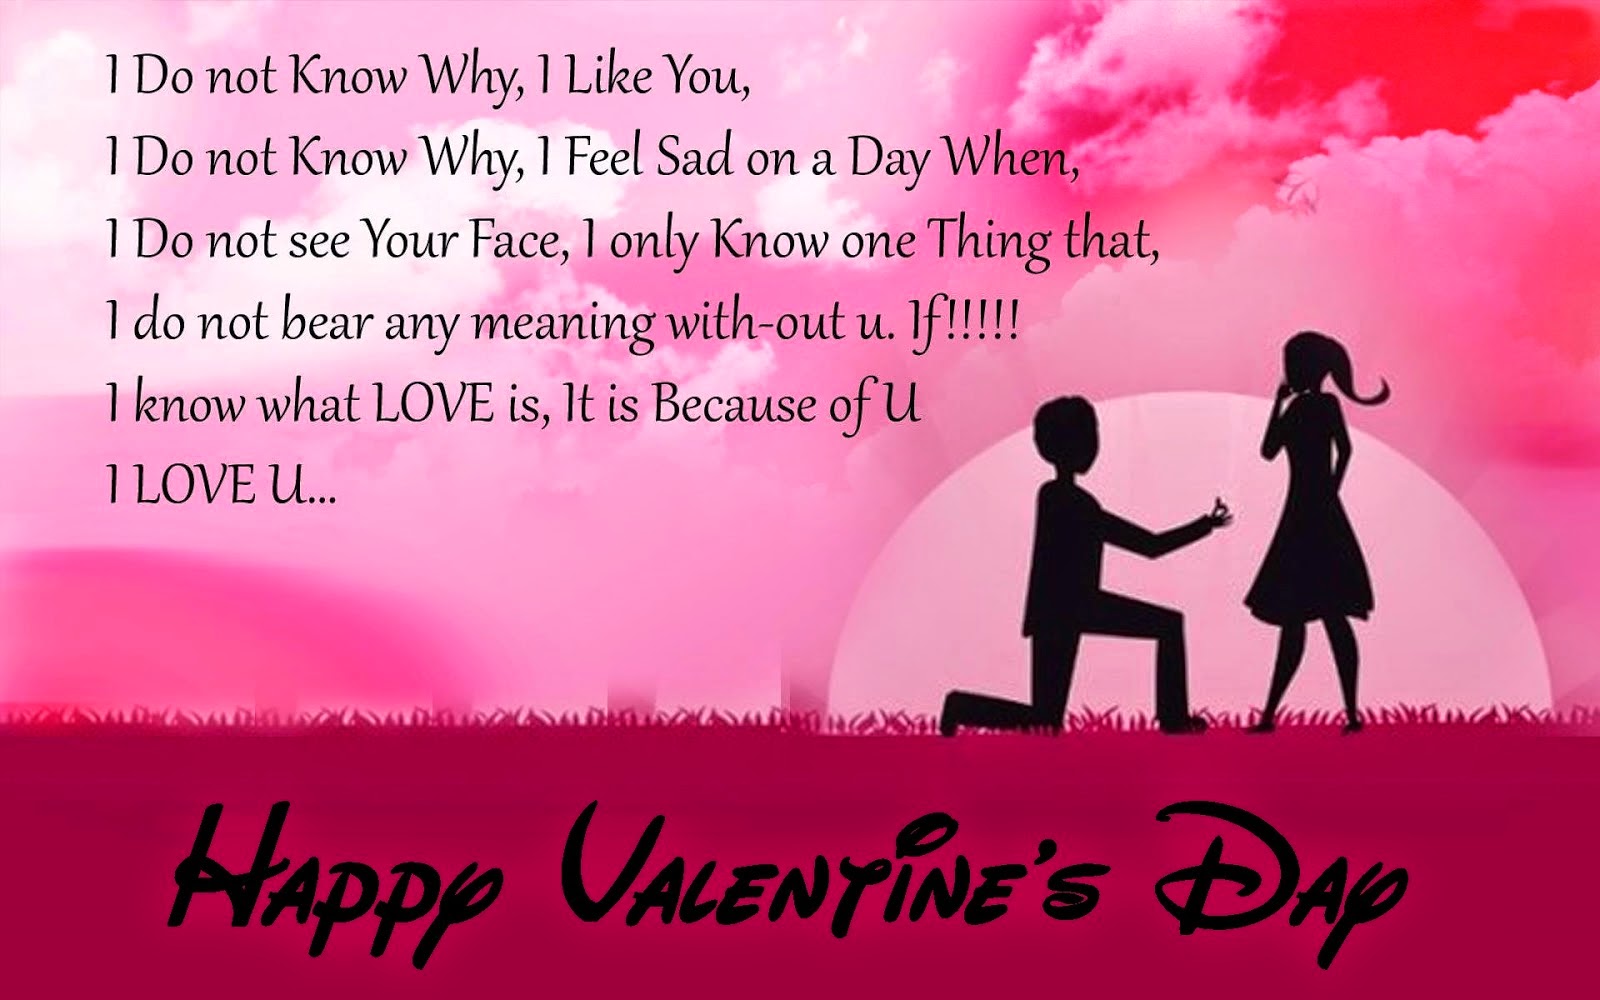 I Do not Know Why, I Like You,
I Do not Know Why, I Feel Sad on a Day When,
I Do not see Your Face, I only Know one Thing that,
I do not bear any meaning with-out u. If!!!!!
I know what LOVE is, It is Because of U
I LOVE U...
Happy Valentine's Day